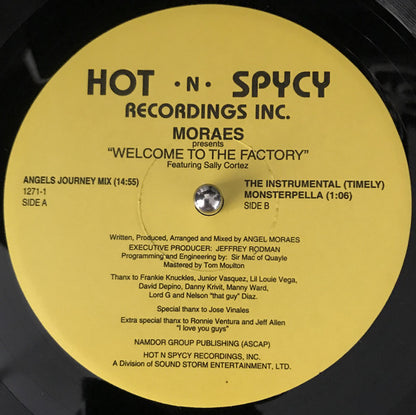 HOT · N · SPYCY
RECORDINGS INC.
MORAES
presents
"WELCOME TO THE FACTORY"
Featuring Sally Cortez
ANGELS JOURNEY MIX (14:55)
1271-1
SIDE A
THE INSTRUMENTAL (TIMELY)
MONSTERPELLA (1:06)
SIDE B
Written, Produced, Arranged and Mixed by ANGEL MORAES
EXECUTIVE PRODUCER: JEFFREY RODMAN
Programming and Engineering by: Sir Mac of Quayle
Mastered by Tom Moulton
Thanx to Frankie Knuckles, Junior Vasquez, Lil Louie Vega,
David Depino, Danny Krivit, Manny Ward,
Lord G and Nelson "that guy" Diaz.
Special thanx to Jose Vinales
Extra special thanx to Ronnie Ventura and Jeff Allen
"I love you guys"
NAMDOR GROUP PUBLISHING (ASCAP)
HOT N SPYCY RECORDINGS, INC.
A Division of SOUND STORM ENTERTAINMENT, LTD.